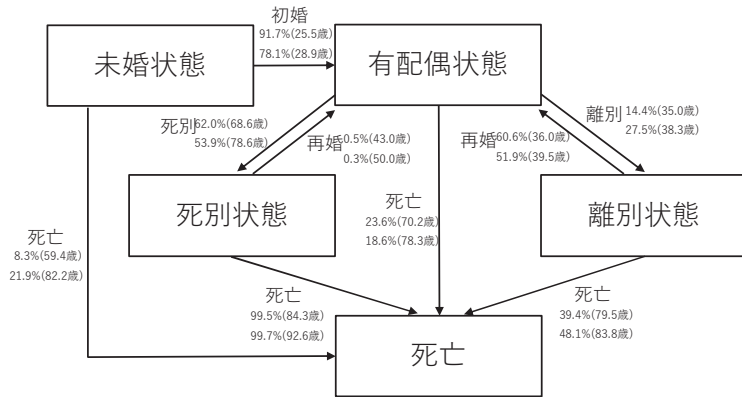 初婚
91.7%(25.5歳)
78.1%(28.9歳)
未婚状態
有配偶状態
死別
62.0%(68.6歳)
53.9%(78.6歳)
再婚
0.5%(43.0歳)
0.3%(50.0歳)
再婚
60.6%(36.0歳)
51.9%(39.5歳)
離別
14.4%(35.0歳)
27.5%(38.3歳)
死別状態
離別状態
死亡
8.3%(59.4歳)
21.9%(82.2歳)
死亡
23.6%(70.2歳)
18.6%(78.3歳)
死亡
99.5%(84.3歳)
99.7%(92.6歳)
死亡
39.4%(79.5歳)
48.1%(83.8歳)
死亡